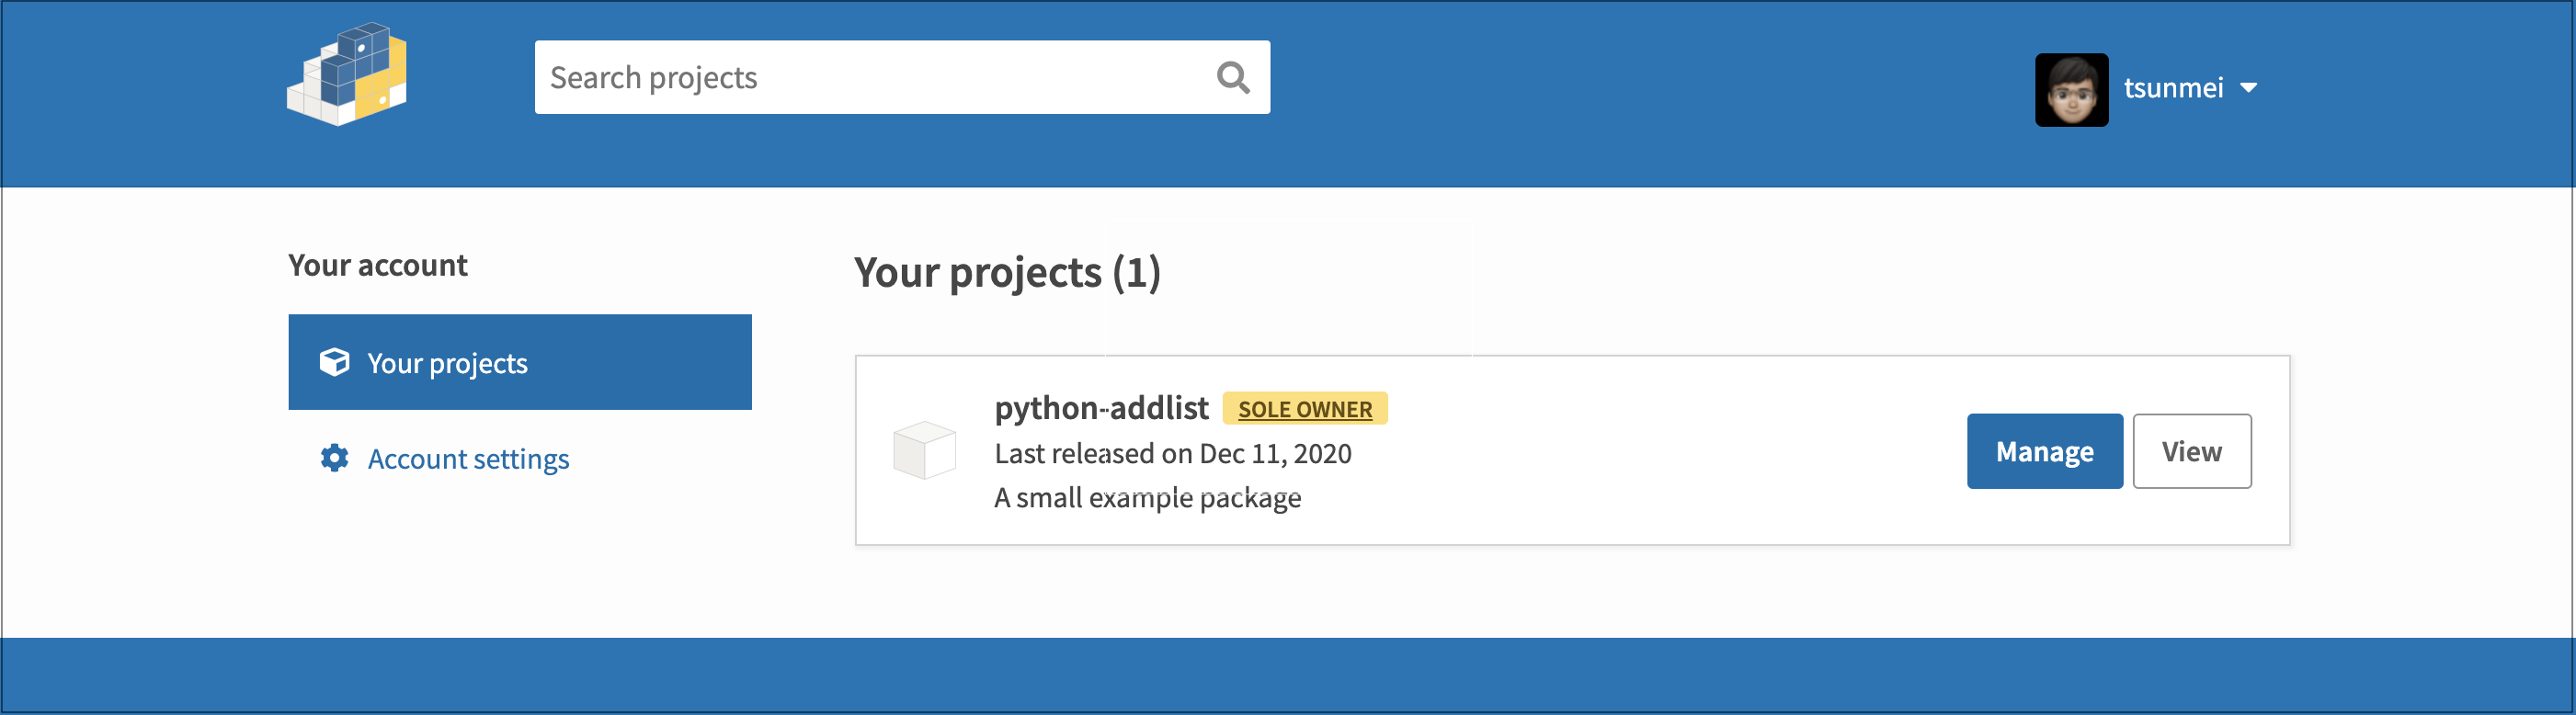 Search projects
tsunmei
Your account
Your projects
Account settings
Your projects (1)
python-addlist SOLE OWNER
Last released on Dec 11, 2020
A small example package
Manage
View